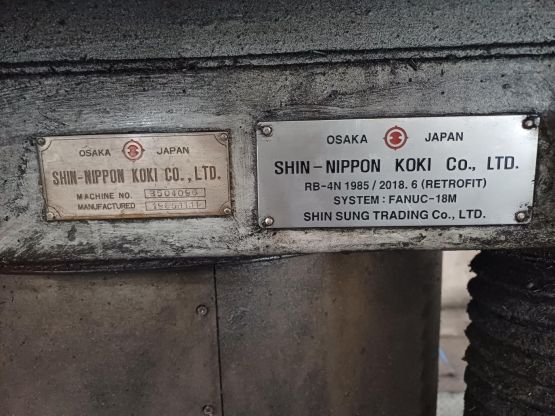 OSAKA JAPAN
SHIN-NIPPON KOKI CO., LTD.
MACHINE NO.
MANUFACTURED
OSAKA JAPAN
SHIN-NIPPON KOKI Co., LTD.
RB-4N 1985 / 2018. 6 (RETROFIT)
SYSTEM : FANUC-18M
SHIN SUNG TRADING Co., LTD.